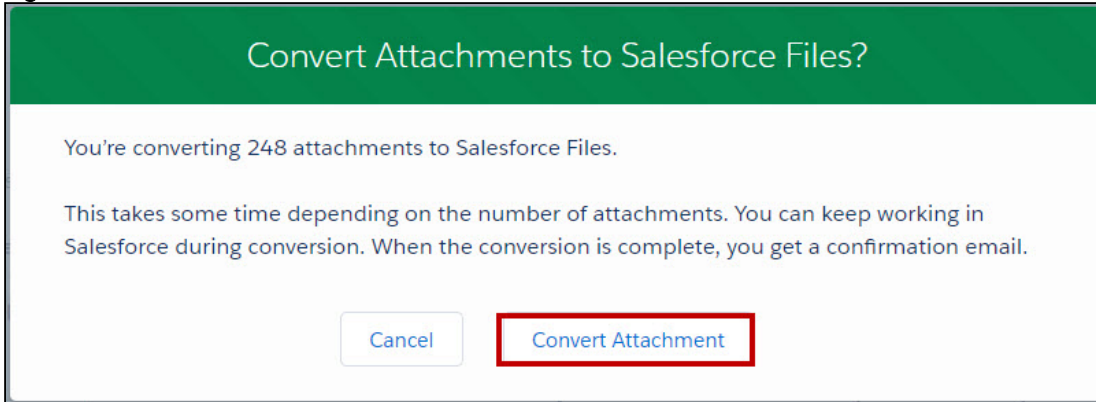 Convert Attachments to Salesforce Files?
You’re converting 248 attachments to Salesforce Files.
This takes some time depending on the number of attachments. You can keep working in
Salesforce during conversion. When the conversion is complete, you get a confirmation email.
Cancel
Convert Attachment